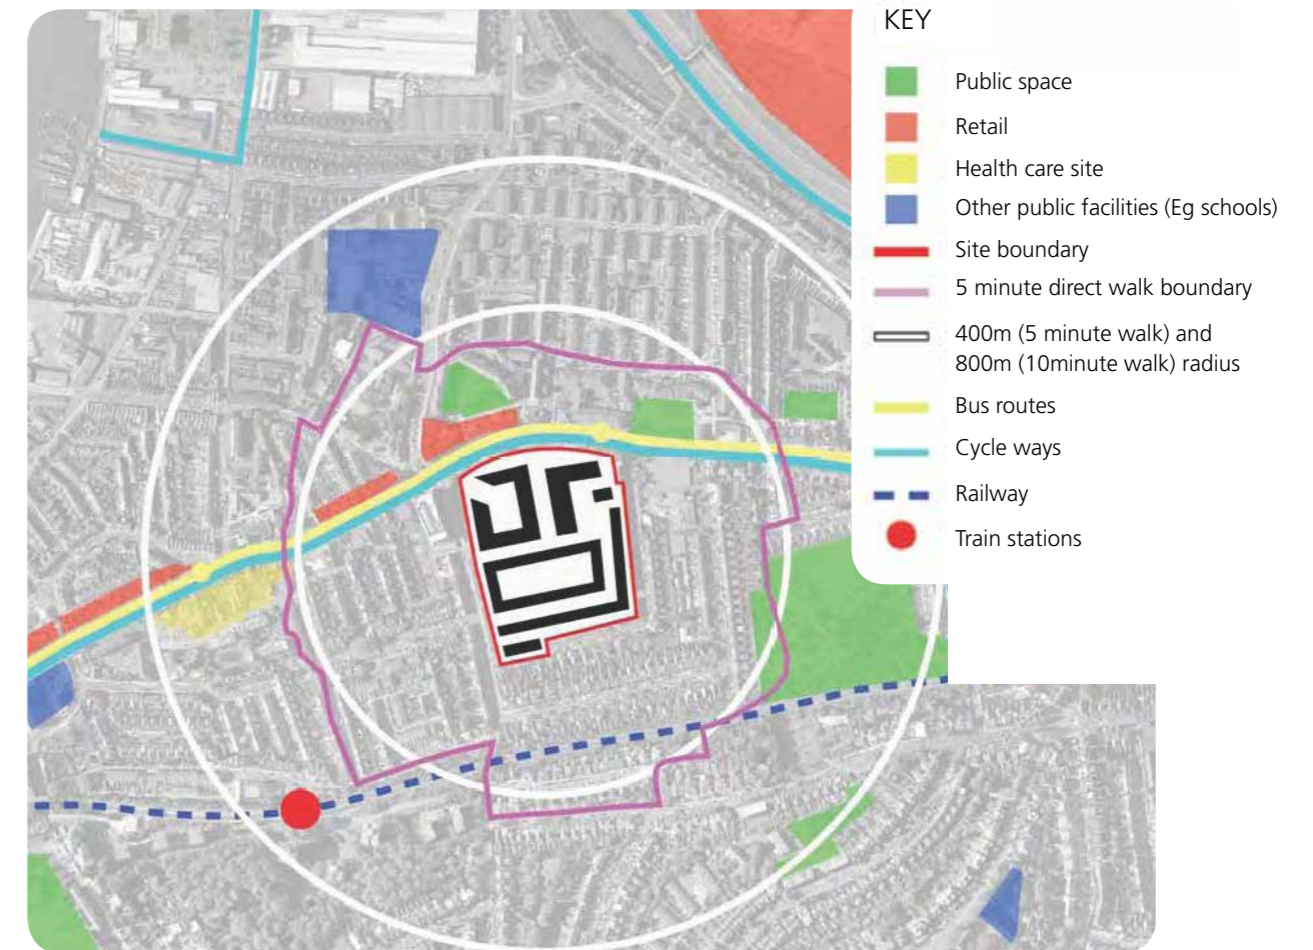 KEY
Public space
Retail
Health care site
Other public facilities (Eg schools)
Site boundary
5 minute direct walk boundary
400m (5 minute walk) and
800m (10minute walk) radius
Bus routes
Cycle ways
Railway
Train stations